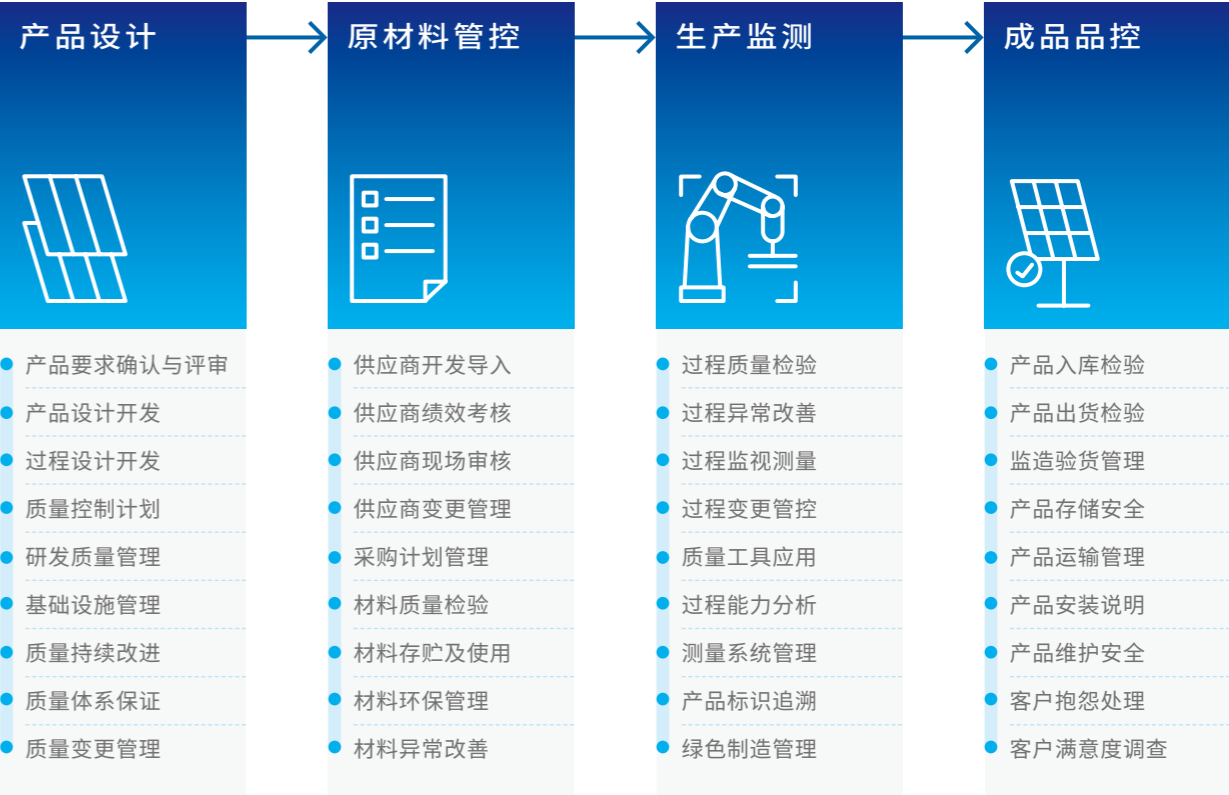 产品设计
产品要求确认与评审
产品设计开发
过程设计开发
质量控制计划
研发质量管理
基础设施管理
质量持续改进
质量体系保证
质量变更管理
原材料管控
供应商开发导入
供应商绩效考核
供应商现场审核
供应商变更管理
采购计划管理
材料质量检验
材料存贮及使用
材料环保管理
材料异常改善
生产监测
过程质量检验
过程异常改善
过程监视测量
过程变更管控
质量工具应用
过程能力分析
测量系统管理
产品标识追溯
绿色制造管理
成品品控
产品入库检验
产品出货检验
监造验货管理
产品存储安全
产品运输管理
产品安装说明
产品维护安全
客户抱怨处理
客户满意度调查